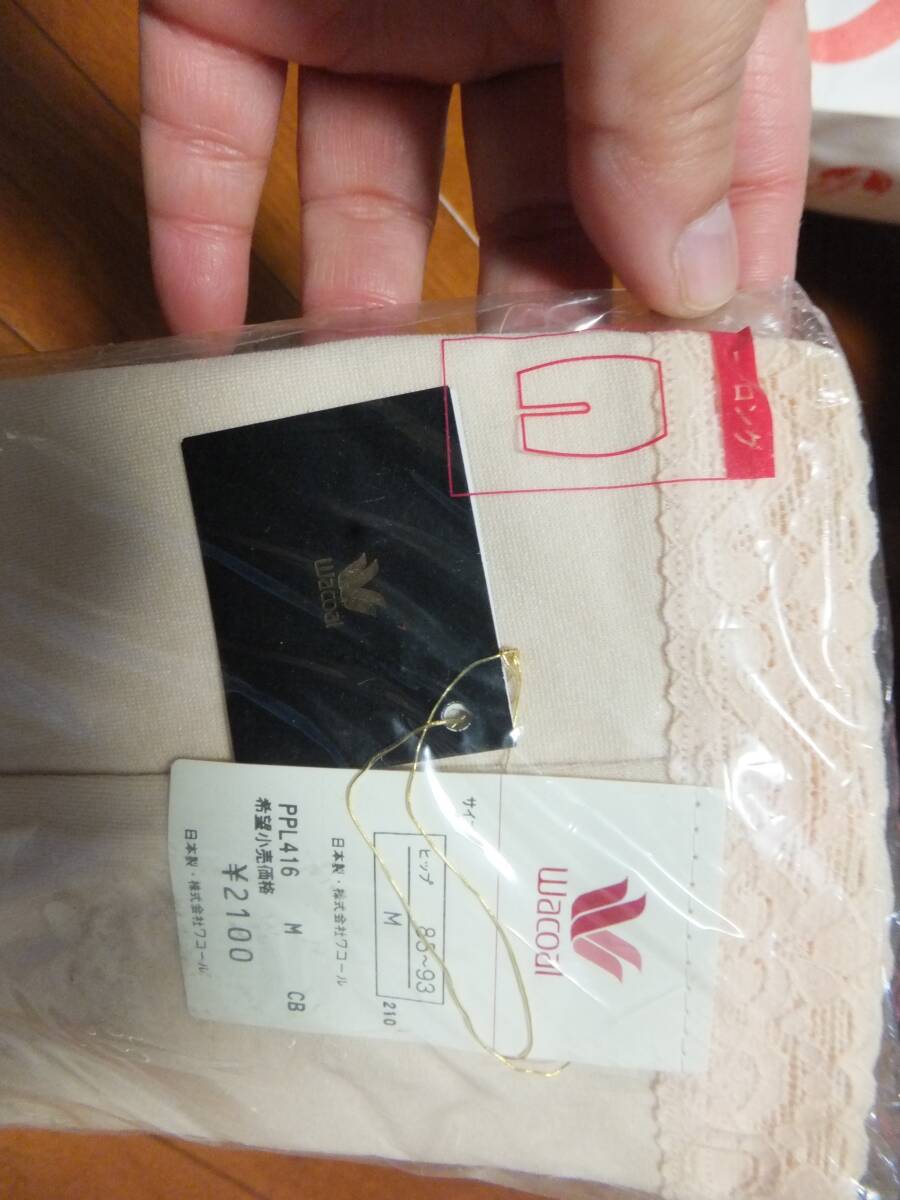 ロング
Wacoal
Wacoal
サイ
ヒップ 85~93
M
210
日本製・株式会社ワコール
PPL416 M CB
希望小売価格
¥2100
日本製・株式会社ワコール